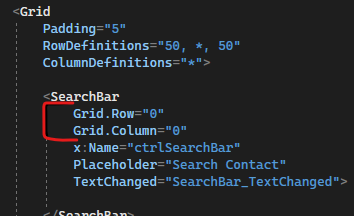 <Grid
Padding="5"
RowDefinitions="50, *, 50"
ColumnDefinitions="*">
<SearchBar
Grid.Row="0"
Grid.Column="0"
x:Name="ctrlSearchBar"
Placeholder="Search Contact"
TextChanged="SearchBar_TextChanged">
</SearchBar>